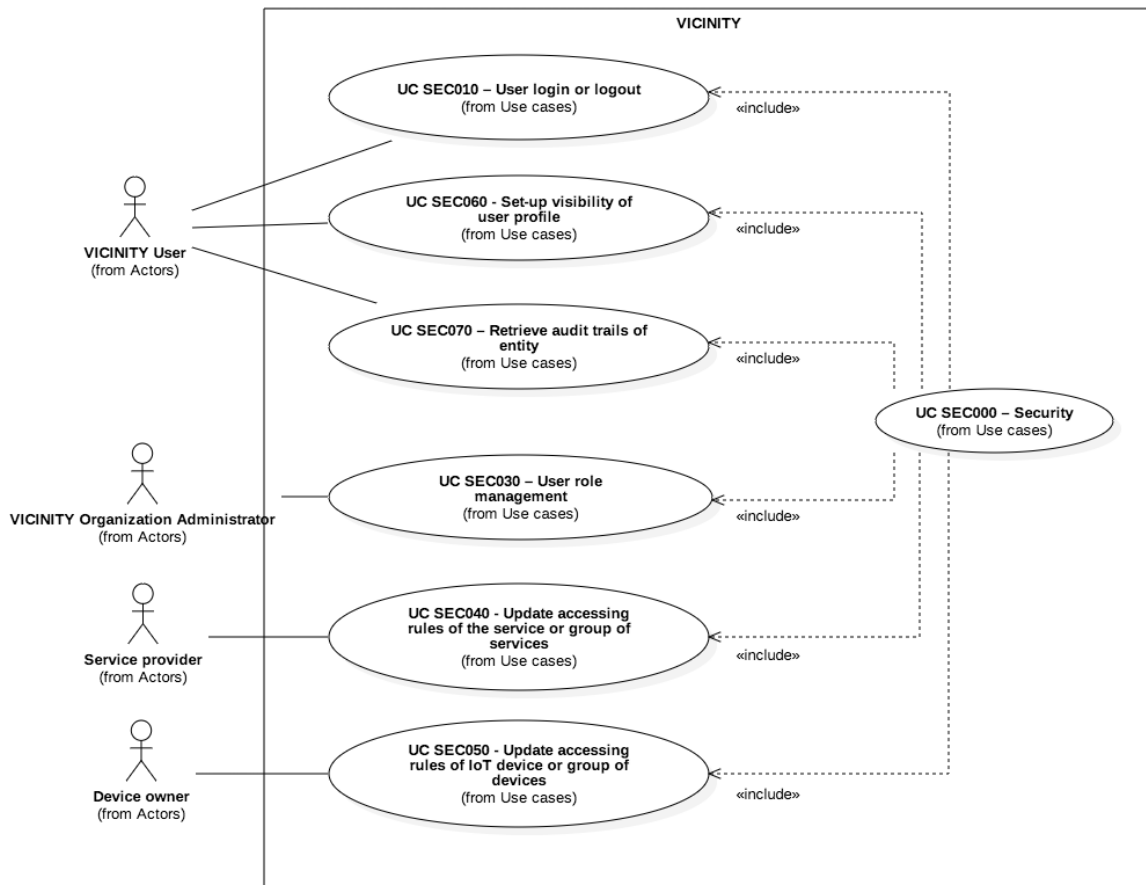 VICINITY
UC SEC010 – User login or logout
(from Use cases)
«include»
UC SEC060 - Set-up visibility of
user profile
(from Use cases)
«include»
VICINITY User
(from Actors)
UC SEC070 – Retrieve audit trails of
entity
(from Use cases)
«include»
UC SEC000 – Security
(from Use cases)
UC SEC030 – User role
management
(from Use cases)
«include»
VICINITY Organization Administrator
(from Actors)
UC SEC040 - Update accessing
rules of the service or group of
services
(from Use cases)
«include»
Service provider
(from Actors)
UC SEC050 - Update accessing
rules of IoT device or group of
devices
(from Use cases)
«include»
Device owner
(from Actors)